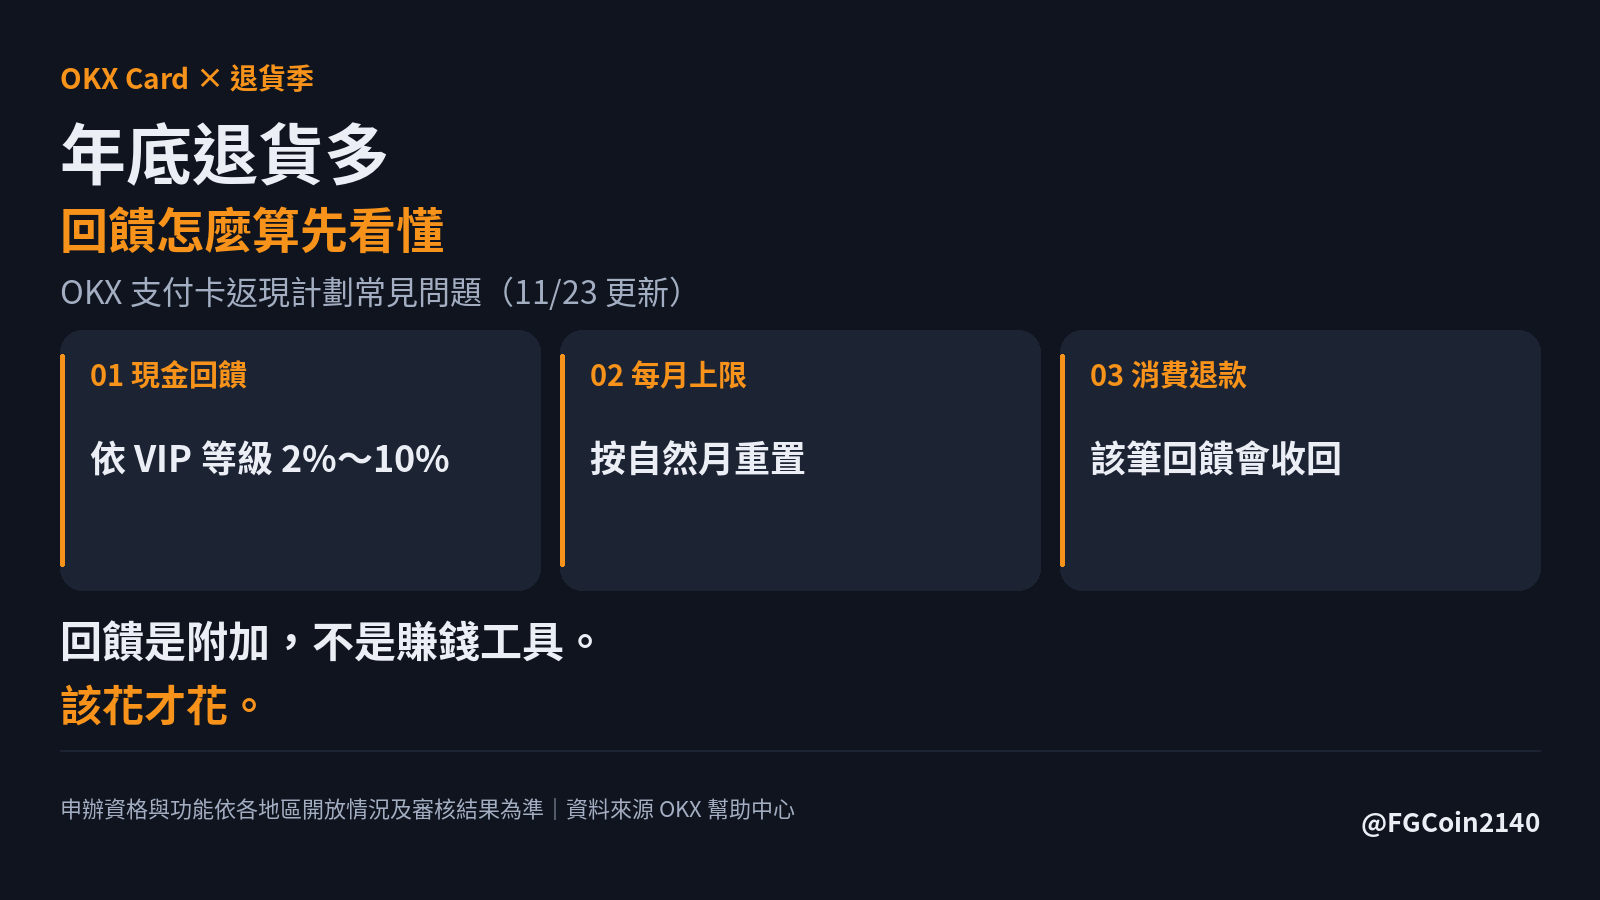 OKX Card × 退貨季
年底退貨多
回饋怎麼算先看懂
OKX 支付卡返現計劃常見問題（11/23 更新）
01 現金回饋
依 VIP 等級 2%～10%
02 每月上限
按自然月重置
03 消費退款
該筆回饋會收回
回饋是附加，不是賺錢工具。
該花才花。
申辦資格與功能依各地區開放情況及審核結果為準｜資料來源 OKX 幫助中心
@FGCoin2140